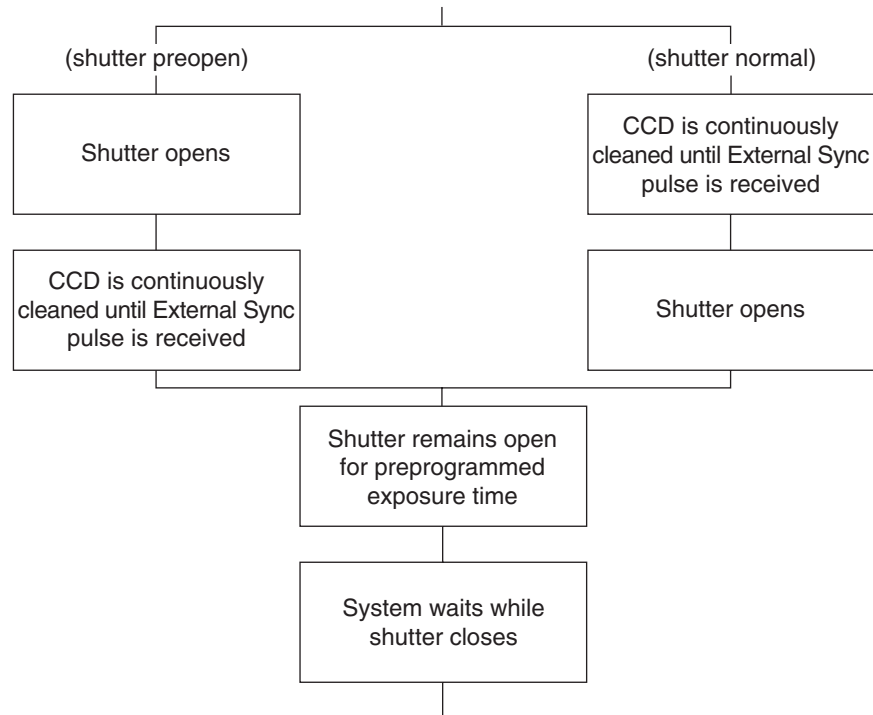 (shutter preopen)
(shutter normal)
Shutter opens
CCD is continuously
cleaned until External Sync
pulse is received
CCD is continuously
cleaned until External Sync
pulse is received
Shutter opens
Shutter remains open
for preprogrammed
exposure time
System waits while
shutter closes